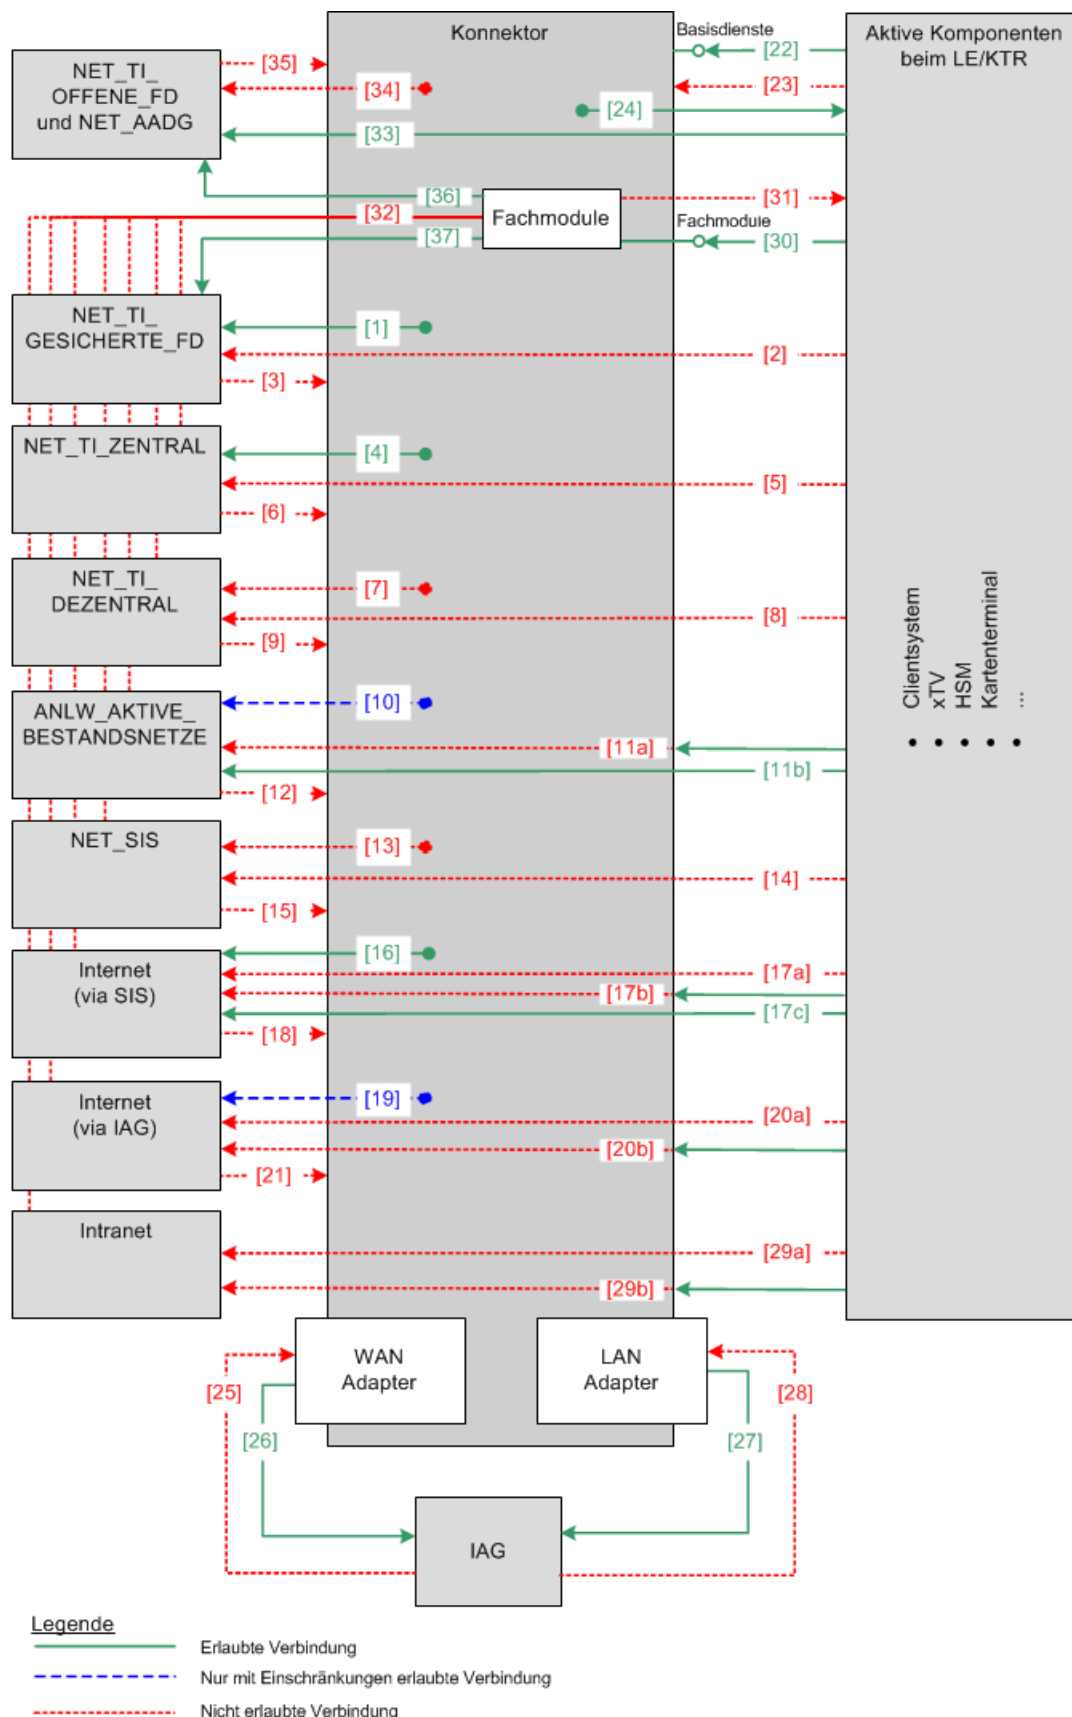 Konnektor
Aktive Komponenten
beim LE/KTR
Basisdienste
[22]
[23]
[24]
NET_TI_
OFFENE_FD
und NET_AADG
[35]
[34]
[33]
[36]
[32]
[37]
Fachmodule
[31]
Fachmodule
[30]
NET_TI_
GESICHERTE_FD
[1]
[2]
[3]
NET_TI_ZENTRAL
[4]
[5]
[6]
NET_TI_
DEZENTRAL
[7]
[8]
[9]
Clientsystem
xTV
HSM
Kartenterminal
...
ANLW_AKTIVE_
BESTANDSNETZE
[10]
[11a]
[11b]
[12]
NET_SIS
[13]
[14]
[15]
Internet
(via SIS)
[16]
[17a]
[17b]
[17c]
[18]
Internet
(via IAG)
[19]
[20a]
[20b]
[21]
Intranet
[29a]
[29b]
WAN
Adapter
LAN
Adapter
[25]
[26]
[27]
[28]
IAG
Legende
Erlaubte Verbindung
Nur mit Einschränkungen erlaubte Verbindung
Nicht erlaubte Verbindung